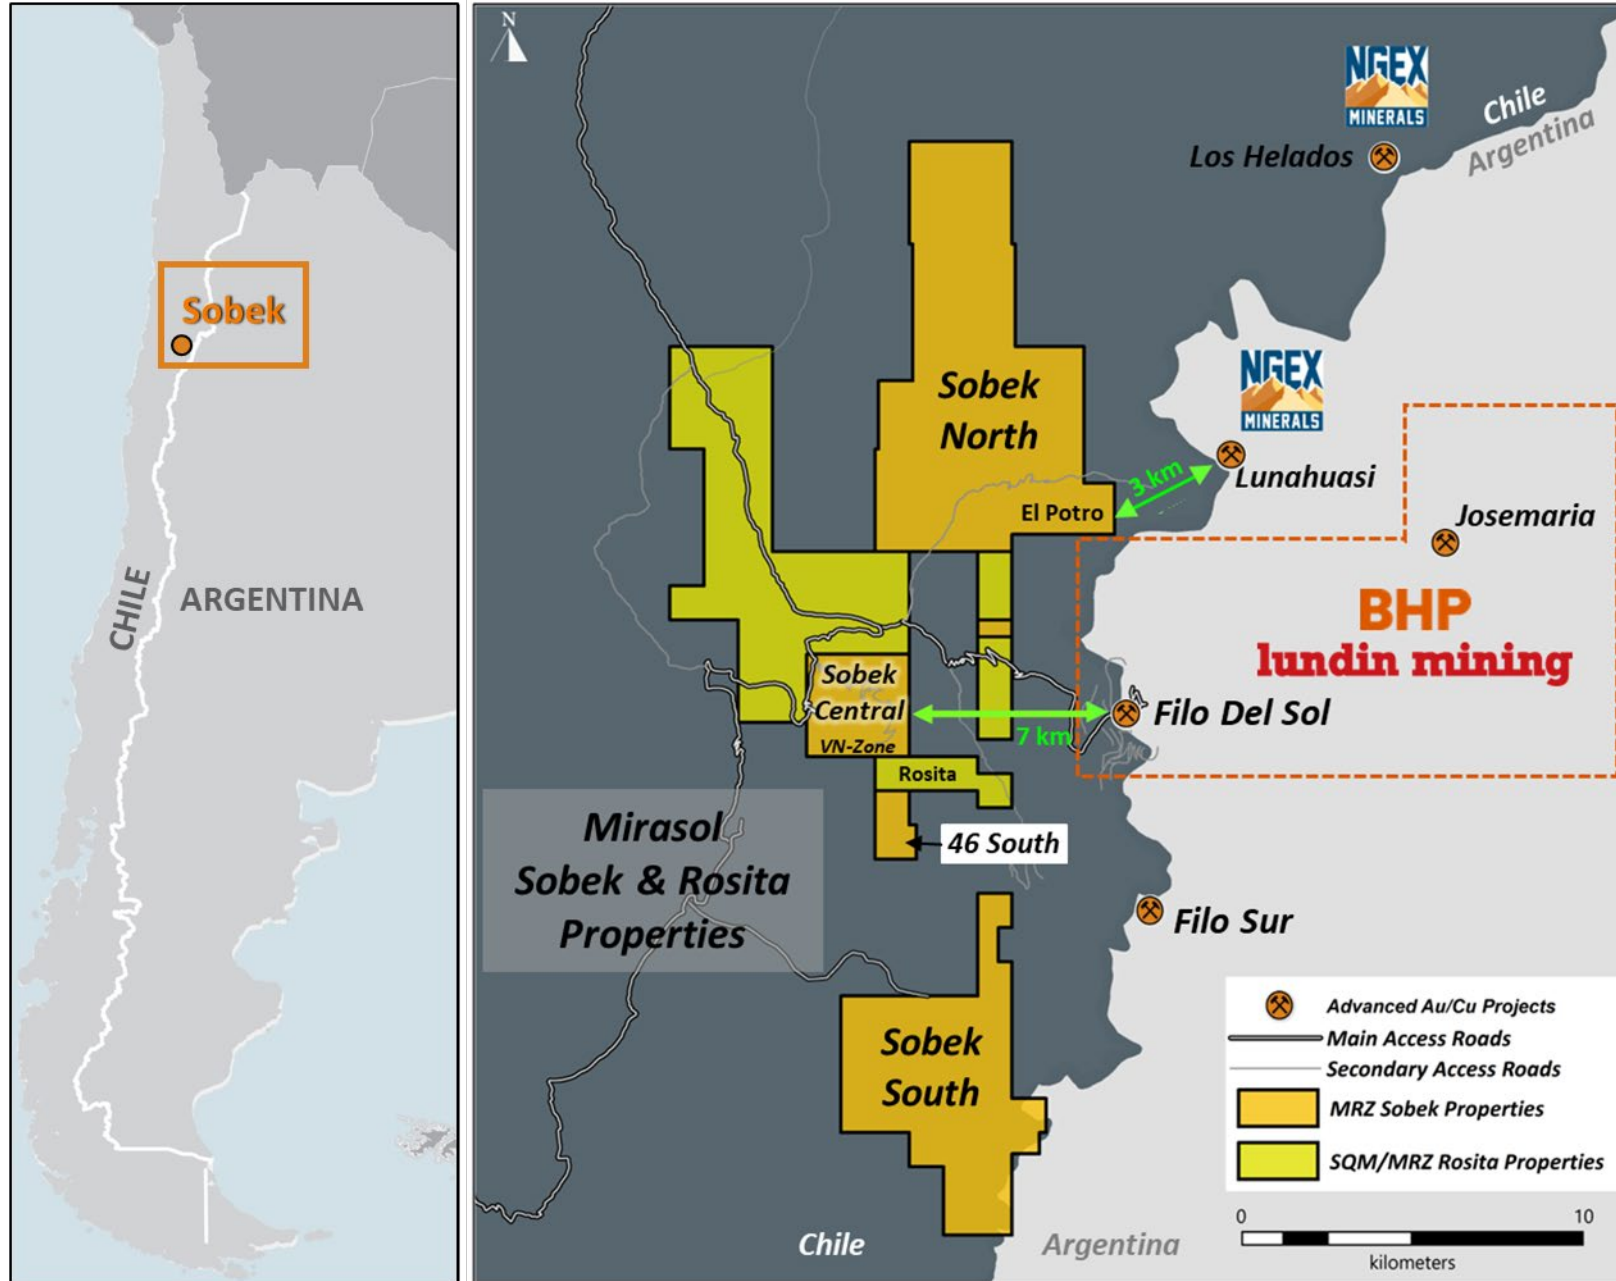 Sobek
CHILE
ARGENTINA
N
NGEX
MINERALS
Chile
Argentina
Los Helados
Sobek
North
NGEX
MINERALS
3 km
Lunahuasi
El Potro
Josemaria
BHP
lundin mining
Sobek
Central
VN-Zone
7 km
Filo Del Sol
Rosita
46 South
Mirasol
Sobek & Rosita
Properties
Filo Sur
Sobek
South
Advanced Au/Cu Projects
Main Access Roads
Secondary Access Roads
MRZ Sobek Properties
SQM/MRZ Rosita Properties
0 10
kilometers
Chile
Argentina